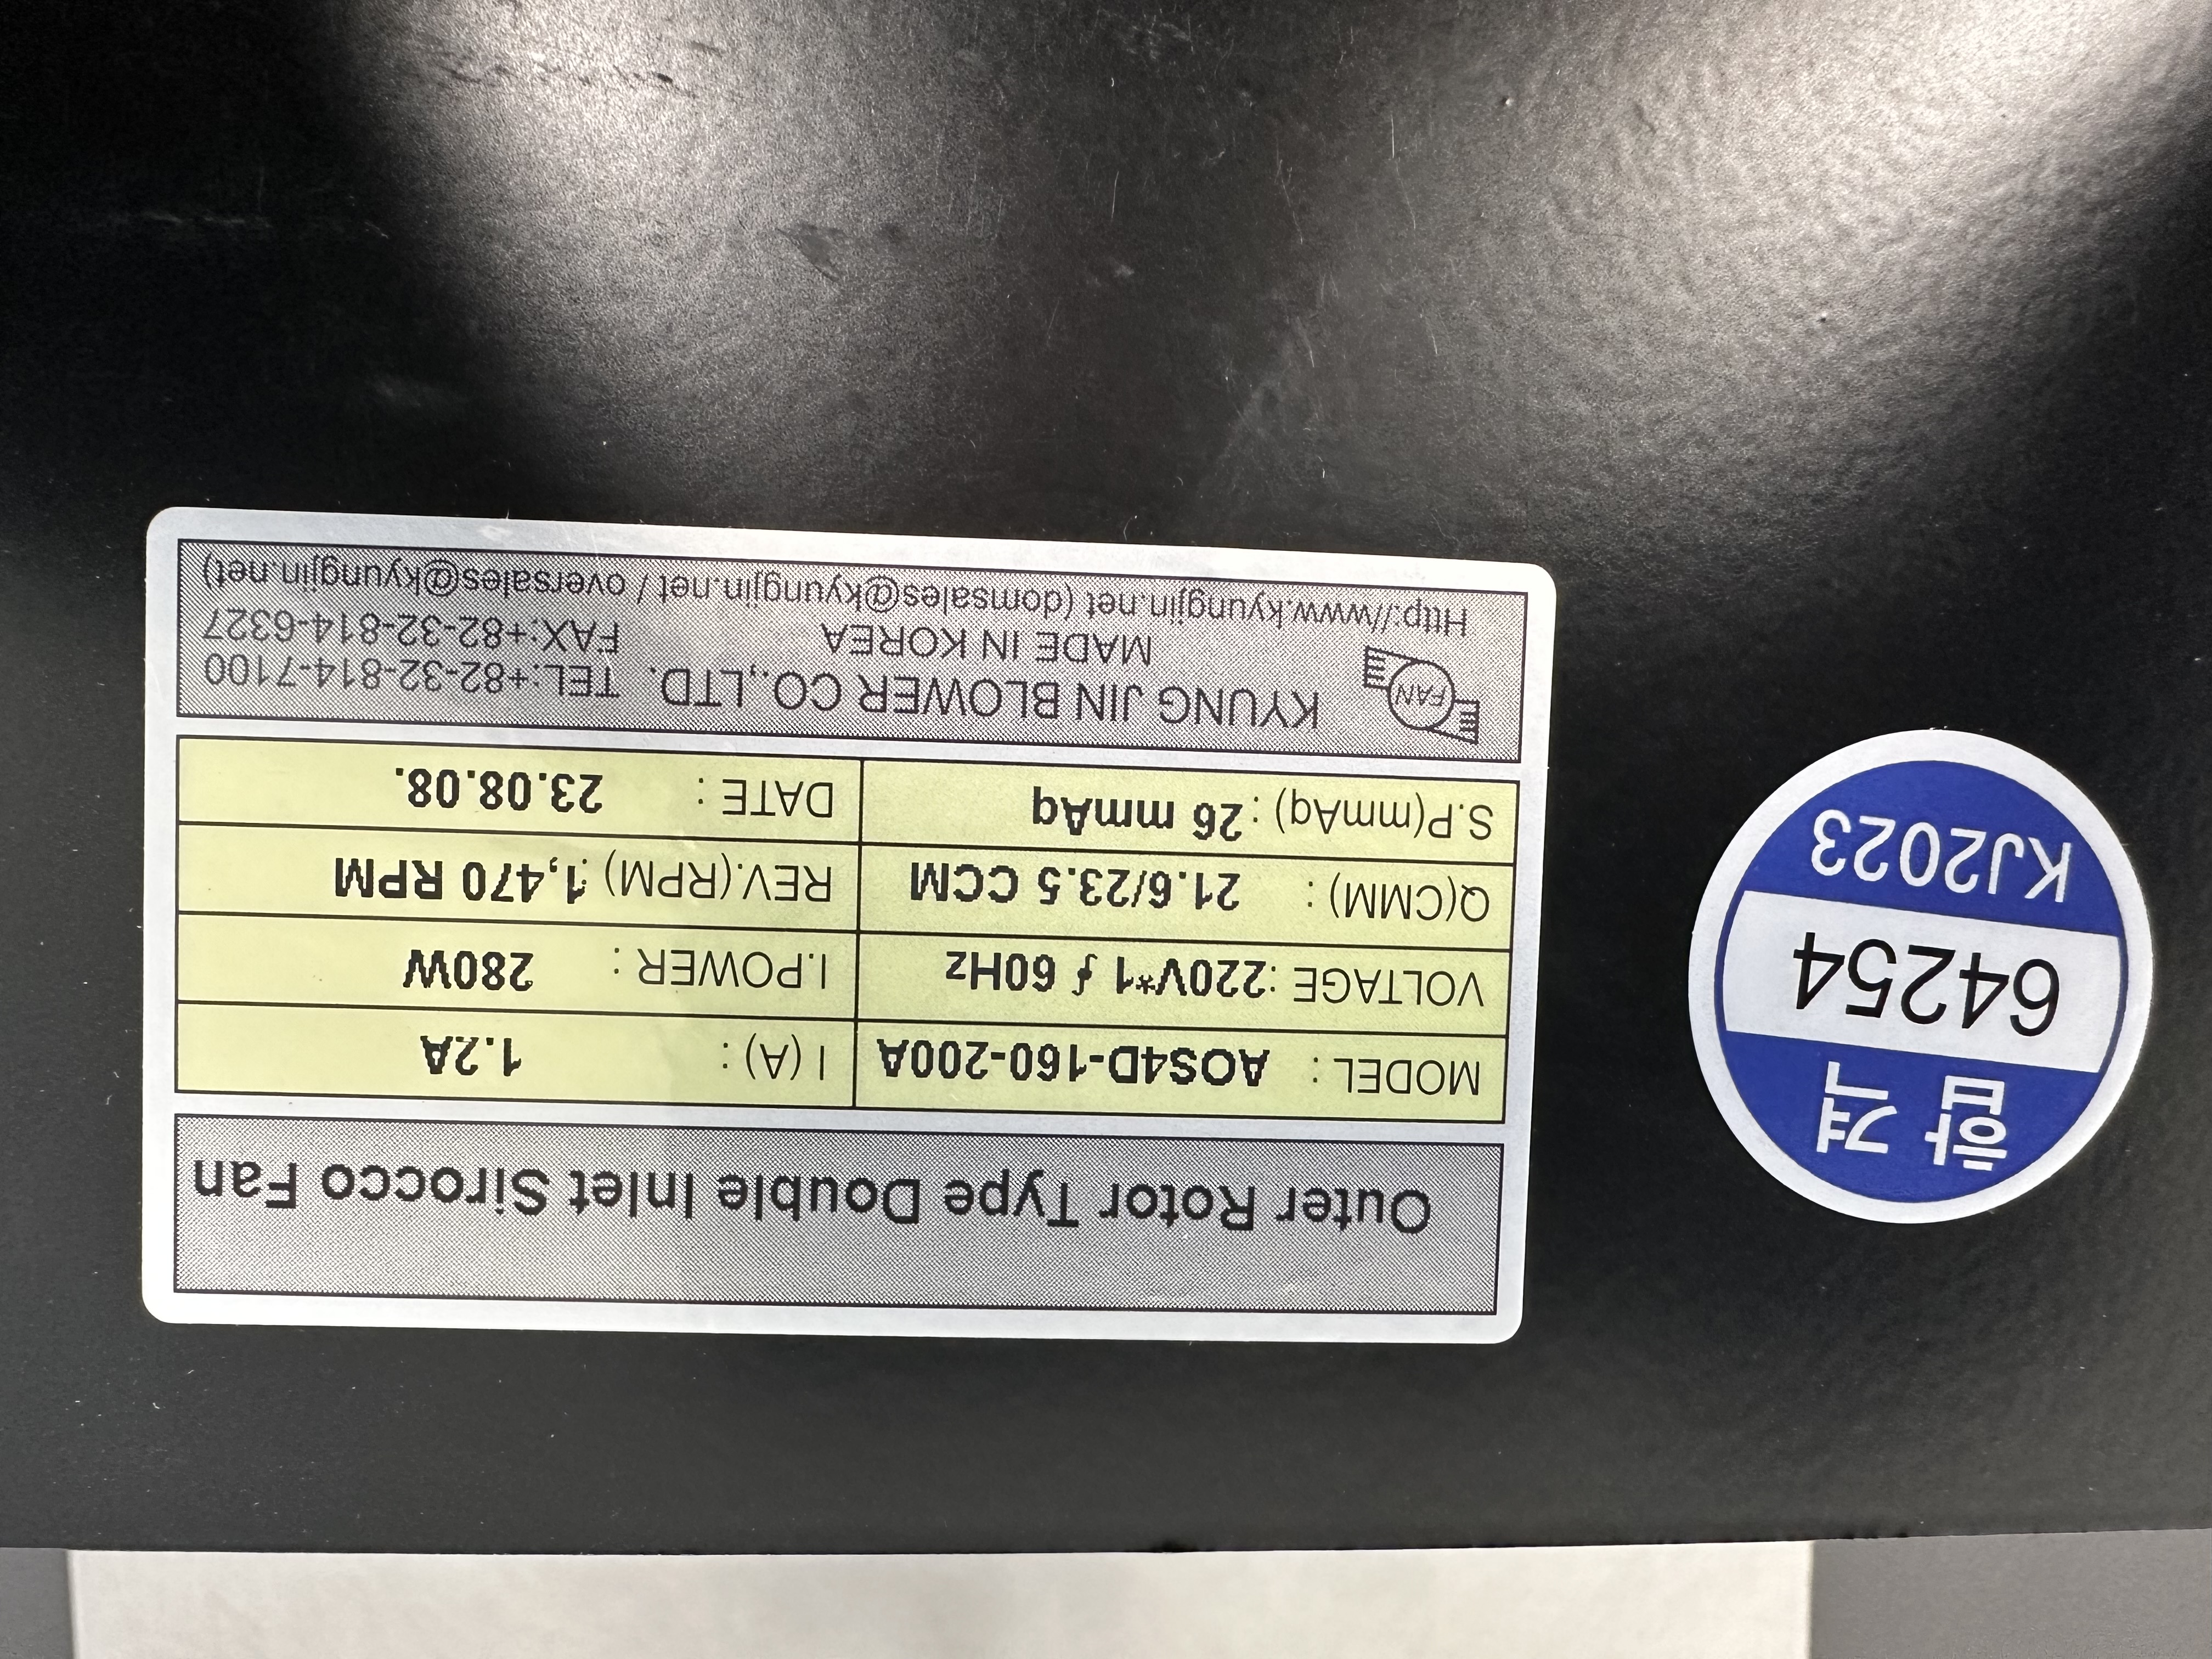 Outer Rotor Type Double Inlet Sirocco Fan
MODEL : AOS4D-160-200A
I (A) : 1.2A
VOLTAGE : 220V*1 ∮ 60Hz
I.POWER : 280W
Q(CMM) : 21.6/23.5 CCM
REV.(RPM) : 1,470 RPM
S.P(mmAq) : 26 mmAq
DATE : 23.08.08.
FAN
KYUNG JIN BLOWER CO.,LTD. TEL:+82-32-814-7100
MADE IN KOREA FAX:+82-32-814-6327
Http://www.kyungjin.net (domsales@kyungjin.net / oversales@kyungjin.net)
합격
64254
KJ2023